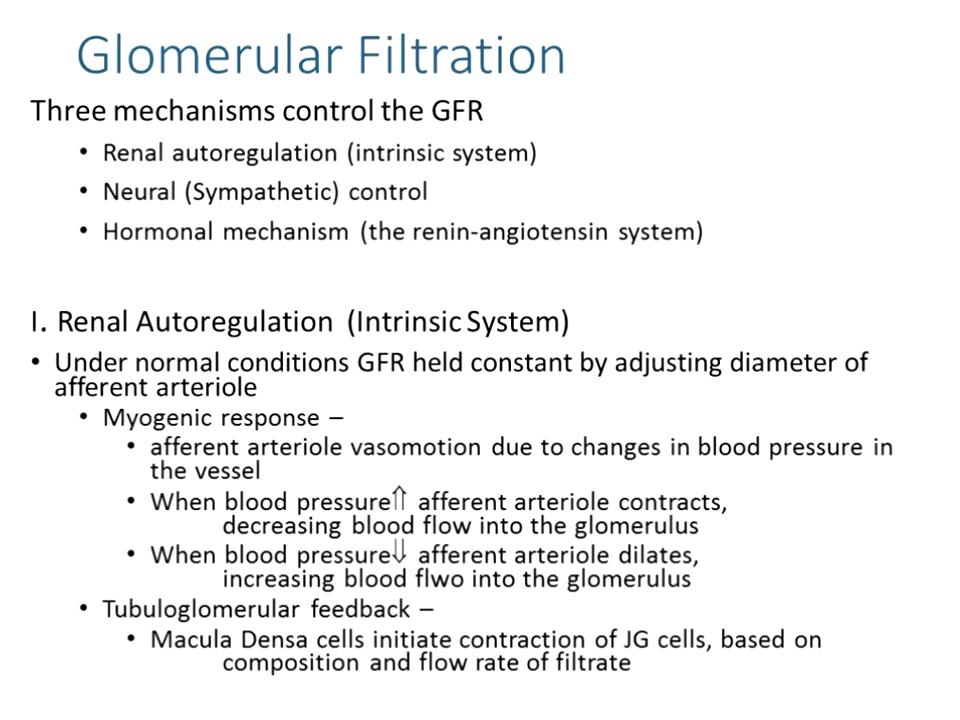 Glomerular Filtration
Three mechanisms control the GFR
• Renal autoregulation (intrinsic system)
• Neural (Sympathetic) control
• Hormonal mechanism (the renin-angiotensin system)
I. Renal Autoregulation (Intrinsic System)
• Under normal conditions GFR held constant by adjusting diameter of
afferent arteriole
• Myogenic response –
• afferent arteriole vasomotion due to changes in blood pressure in
the vessel
• When blood pressure⇑ afferent arteriole contracts,
decreasing blood flow into the glomerulus
• When blood pressure⇓ afferent arteriole dilates,
increasing blood flwo into the glomerulus
• Tubuloglomerular feedback –
• Macula Densa cells initiate contraction of JG cells, based on
composition and flow rate of filtrate